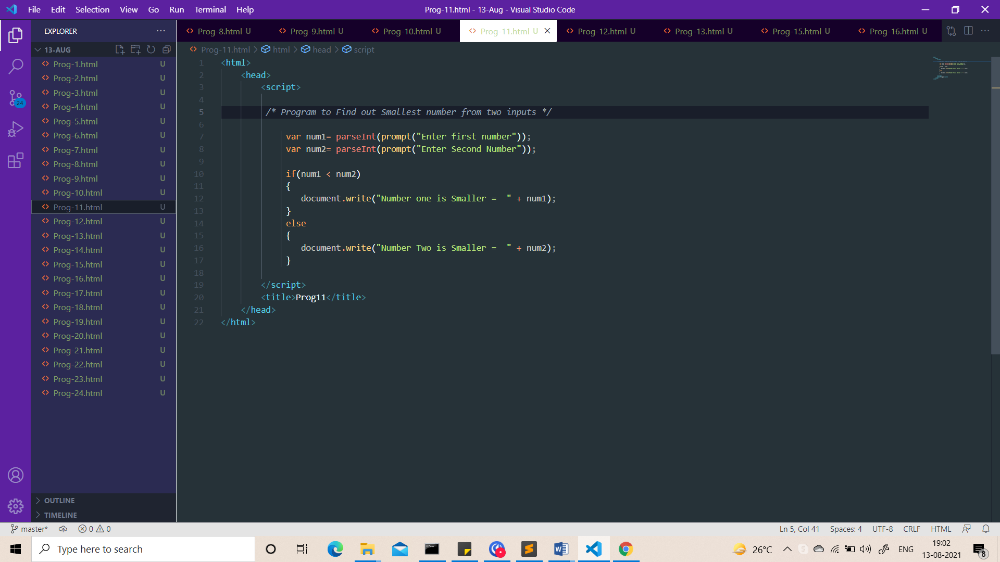 File Edit Selection View Go Run Terminal Help
Prog-11.html - 13-Aug - Visual Studio Code
EXPLORER
Prog-8.html U
Prog-9.html U
Prog-10.html U
Prog-11.html U
Prog-12.html U
Prog-13.html U
Prog-15.html U
Prog-16.html U
13-AUG
Prog-11.html > html > head > script
Prog-1.html U
Prog-2.html U
Prog-3.html U
Prog-4.html U
Prog-5.html U
Prog-6.html U
Prog-7.html U
Prog-8.html U
Prog-9.html U
Prog-10.html U
Prog-11.html U
Prog-12.html U
Prog-13.html U
Prog-14.html U
Prog-15.html U
Prog-16.html U
Prog-17.html U
Prog-18.html U
Prog-19.html U
Prog-20.html U
Prog-21.html U
Prog-22.html U
Prog-23.html U
Prog-24.html U
24
OUTLINE
TIMELINE
1 <html>
2 <head>
3 <script>
4
5 /* Program to Find out Smallest number from two inputs */
6
7 var num1= parseInt(prompt("Enter first number"));
8 var num2= parseInt(prompt("Enter Second Number"));
9
10 if(num1 < num2)
11 {
12 document.write("Number one is Smaller =  " + num1);
13 }
14 else
15 {
16 document.write("Number Two is Smaller =  " + num2);
17 }
18
19 </script>
20 <title>Prog11</title>
21 </head>
22 </html>
master* 0 0
Ln 5, Col 41 Spaces: 4 UTF-8 CRLF HTML
Type here to search
26°C
ENG
19:02
13-08-2021
8